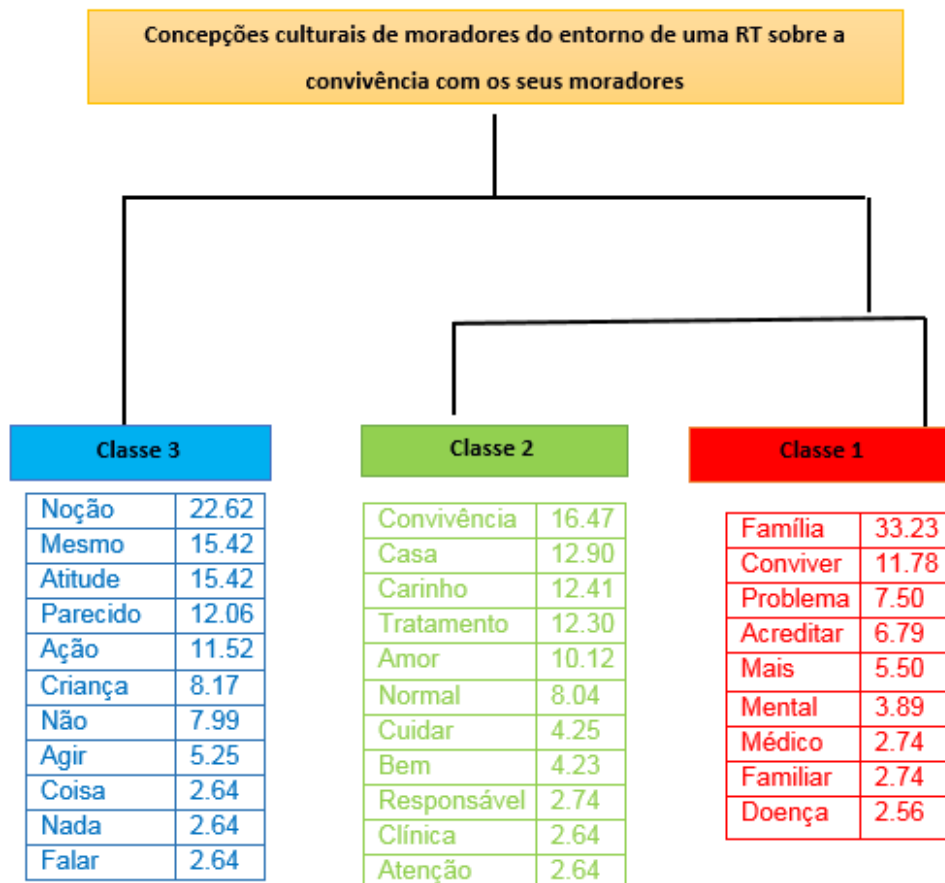 Concepções culturais de moradores do entorno de uma RT sobre a
convivência com os seus moradores
Classe 3
Noção 22.62
Mesmo 15.42
Atitude 15.42
Parecido 12.06
Ação 11.52
Criança 8.17
Não 7.99
Agir 5.25
Coisa 2.64
Nada 2.64
Falar 2.64
Classe 2
Convivência 16.47
Casa 12.90
Carinho 12.41
Tratamento 12.30
Amor 10.12
Normal 8.04
Cuidar 4.25
Bem 4.23
Responsável 2.74
Clínica 2.64
Atenção 2.64
Classe 1
Família 33.23
Conviver 11.78
Problema 7.50
Acreditar 6.79
Mais 5.50
Mental 3.89
Médico 2.74
Familiar 2.74
Doença 2.56